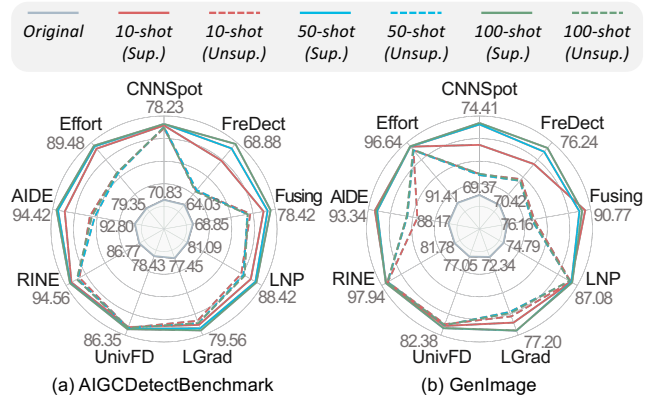 Original 10-shot 10-shot 50-shot 50-shot 100-shot 100-shot
(Sup.) (Unsup.) (Sup.) (Unsup.) (Sup.) (Unsup.)
CNNSpot
78.23
Effort
89.48
FreDect
68.88
AIDE
94.42
Fusing
78.42
70.83
79.35
64.03
92.80
68.85
86.77
81.09
78.43
77.45
RINE
94.56
LNP
88.42
86.35
UnivFD
79.56
LGrad
(a) AIGCDetectBenchmark
CNNSpot
74.41
Effort
96.64
FreDect
76.24
AIDE
93.34
Fusing
90.77
91.41
69.37
70.42
88.17
76.16
81.78
74.79
77.05
72.34
RINE
97.94
LNP
87.08
82.38
UnivFD
77.20
LGrad
(b) GenImage